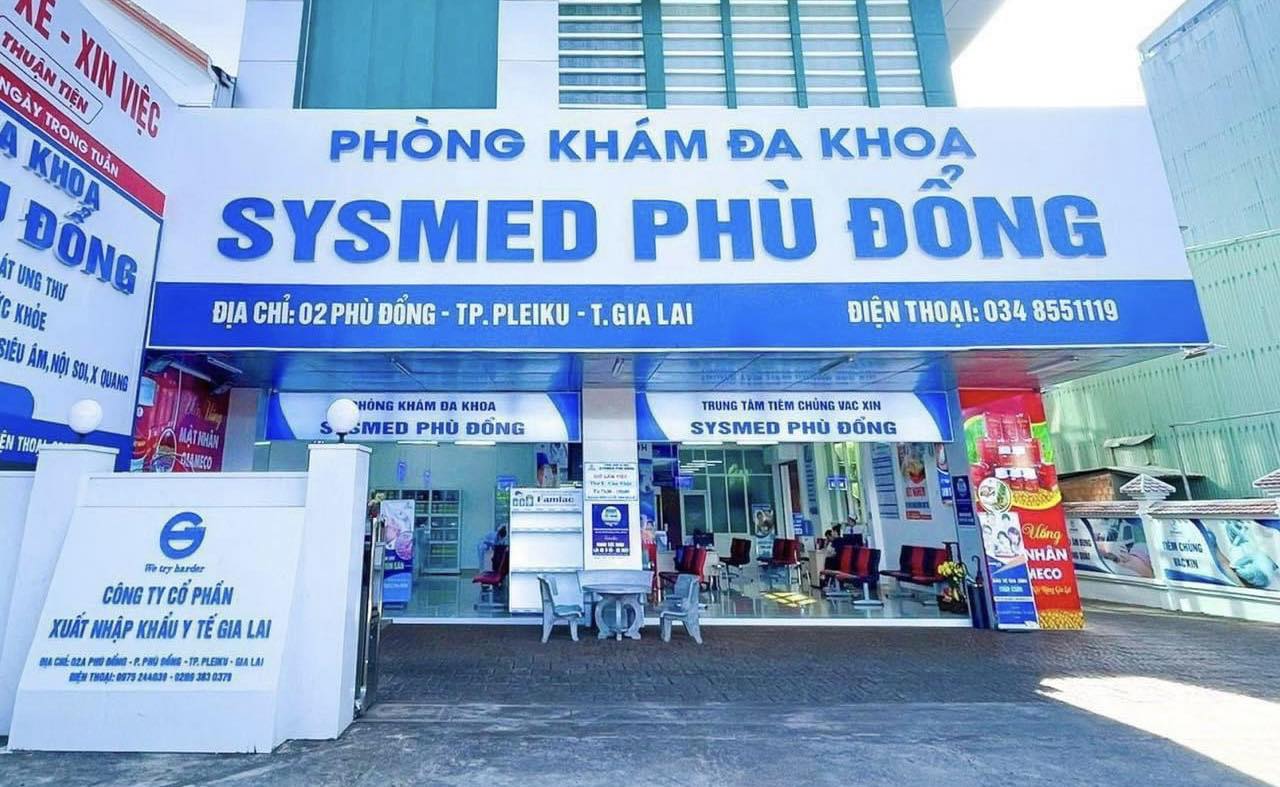 XE - XIN VIỆC
THUẬN TIỆN
NGÀY TRONG TUẦN
A KHOA
ĐỔNG
ÁT UNG THƯ
ỨC KHỎE
SIÊU ÂM, NỘI SOI, X QUANG
PHÒNG KHÁM ĐA KHOA
SYSMED PHÙ ĐỔNG
ĐỊA CHỈ: 02 PHÙ ĐỔNG - TP. PLEIKU - T. GIA LAI
ĐIỆN THOẠI: 034 8551119
PHÒNG KHÁM ĐA KHOA
SYSMED PHÙ ĐỔNG
TRUNG TÂM TIÊM CHỦNG VAC XIN
SYSMED PHÙ ĐỔNG
MẬT NHÂN
GIAMECO
Famlac
Uống
NHÂN
MECO
TIÊM CHỦNG
VACXIN
We try harder
CÔNG TY CỔ PHẦN
XUẤT NHẬP KHẨU Y TẾ GIA LAI
ĐỊA CHỈ: 02A PHÙ ĐỔNG - P. PHÙ ĐỔNG - TP. PLEIKU - GIA LAI
ĐIỆN THOẠI: 0975 244039 - 0269 383 0379